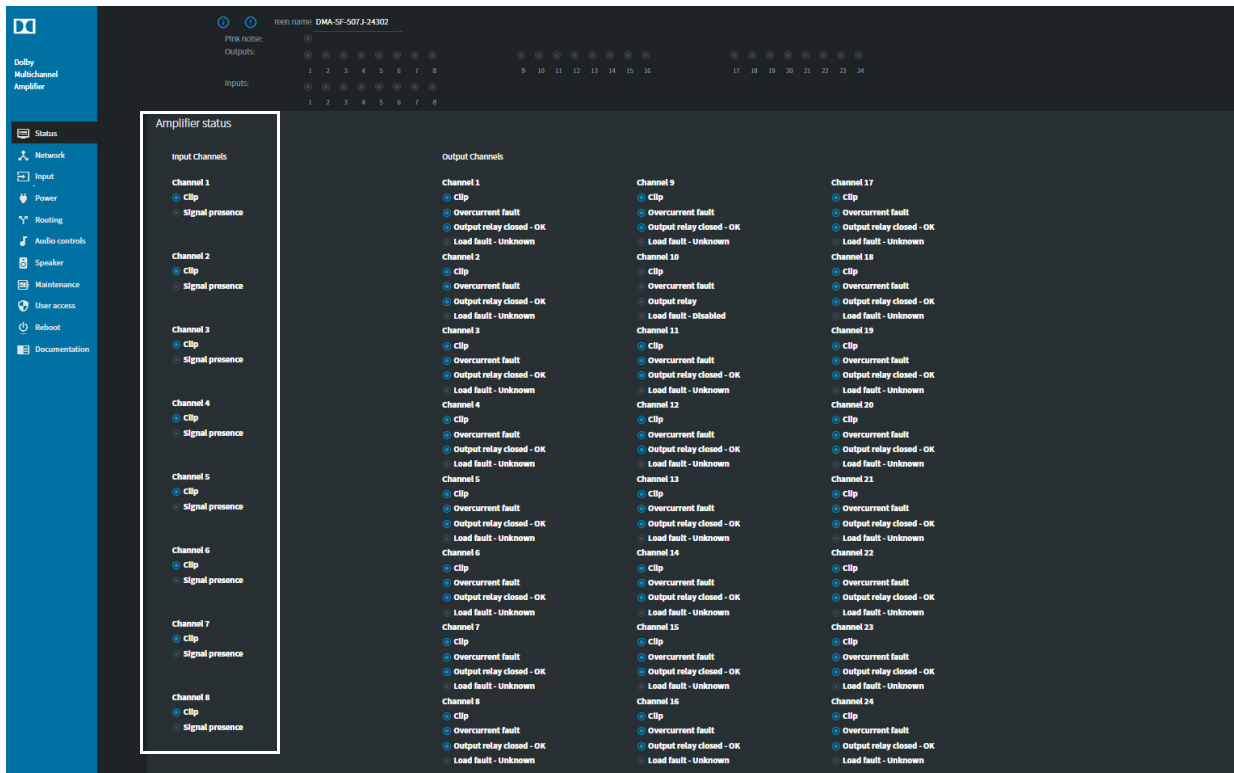 reen name DMA-SF-507J-24302
Pink noise:
Outputs:
1 2 3 4 5 6 7 8 9 10 11 12 13 14 15 16 17 18 19 20 21 22 23 24
Inputs:
1 2 3 4 5 6 7 8
Dolby
Multichannel
Amplifier
Status
Network
Input
Power
Routing
Audio controls
Speaker
Maintenance
User access
Reboot
Documentation
Amplifier status
Input Channels
Channel 1
Clip
Signal presence
Channel 2
Clip
Signal presence
Channel 3
Clip
Signal presence
Channel 4
Clip
Signal presence
Channel 5
Clip
Signal presence
Channel 6
Clip
Signal presence
Channel 7
Clip
Signal presence
Channel 8
Clip
Signal presence
Output Channels
Channel 1
Clip
Overcurrent fault
Output relay closed - OK
Load fault - Unknown
Channel 2
Clip
Overcurrent fault
Output relay closed - OK
Load fault - Unknown
Channel 3
Clip
Overcurrent fault
Output relay closed - OK
Load fault - Unknown
Channel 4
Clip
Overcurrent fault
Output relay closed - OK
Load fault - Unknown
Channel 5
Clip
Overcurrent fault
Output relay closed - OK
Load fault - Unknown
Channel 6
Clip
Overcurrent fault
Output relay closed - OK
Load fault - Unknown
Channel 7
Clip
Overcurrent fault
Output relay closed - OK
Load fault - Unknown
Channel 8
Clip
Overcurrent fault
Output relay closed - OK
Load fault - Unknown
Channel 9
Clip
Overcurrent fault
Output relay closed - OK
Load fault - Unknown
Channel 10
Clip
Overcurrent fault
Output relay
Load fault - Disabled
Channel 11
Clip
Overcurrent fault
Output relay closed - OK
Load fault - Unknown
Channel 12
Clip
Overcurrent fault
Output relay closed - OK
Load fault - Unknown
Channel 13
Clip
Overcurrent fault
Output relay closed - OK
Load fault - Unknown
Channel 14
Clip
Overcurrent fault
Output relay closed - OK
Load fault - Unknown
Channel 15
Clip
Overcurrent fault
Output relay closed - OK
Load fault - Unknown
Channel 16
Clip
Overcurrent fault
Output relay closed - OK
Load fault - Unknown
Channel 17
Clip
Overcurrent fault
Output relay closed - OK
Load fault - Unknown
Channel 18
Clip
Overcurrent fault
Output relay closed - OK
Load fault - Unknown
Channel 19
Clip
Overcurrent fault
Output relay closed - OK
Load fault - Unknown
Channel 20
Clip
Overcurrent fault
Output relay closed - OK
Load fault - Unknown
Channel 21
Clip
Overcurrent fault
Output relay closed - OK
Load fault - Unknown
Channel 22
Clip
Overcurrent fault
Output relay closed - OK
Load fault - Unknown
Channel 23
Clip
Overcurrent fault
Output relay closed - OK
Load fault - Unknown
Channel 24
Clip
Overcurrent fault
Output relay closed - OK
Load fault - Unknown